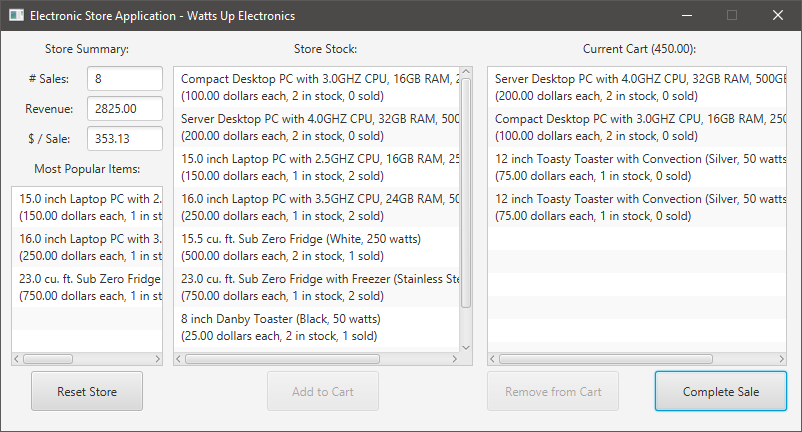 Electronic Store Application - Watts Up Electronics
Store Summary:
# Sales:
8
Revenue:
2825.00
$ / Sale:
353.13
Most Popular Items:
15.0 inch Laptop PC with 2.
(150.00 dollars each, 1 in st
16.0 inch Laptop PC with 3.
(250.00 dollars each, 1 in st
23.0 cu. ft. Sub Zero Fridge
(750.00 dollars each, 1 in st
Reset Store
Store Stock:
Compact Desktop PC with 3.0GHZ CPU, 16GB RAM, 2
(100.00 dollars each, 2 in stock, 0 sold)
Server Desktop PC with 4.0GHZ CPU, 32GB RAM, 500
(200.00 dollars each, 2 in stock, 0 sold)
15.0 inch Laptop PC with 2.5GHZ CPU, 16GB RAM, 25
(150.00 dollars each, 1 in stock, 2 sold)
16.0 inch Laptop PC with 3.5GHZ CPU, 24GB RAM, 50
(250.00 dollars each, 1 in stock, 2 sold)
15.5 cu. ft. Sub Zero Fridge (White, 250 watts)
(500.00 dollars each, 2 in stock, 1 sold)
23.0 cu. ft. Sub Zero Fridge with Freezer (Stainless Ste
(750.00 dollars each, 1 in stock, 2 sold)
8 inch Danby Toaster (Black, 50 watts)
(25.00 dollars each, 2 in stock, 1 sold)
Add to Cart
Current Cart (450.00):
Server Desktop PC with 4.0GHZ CPU, 32GB RAM, 500GB
(200.00 dollars each, 2 in stock, 0 sold)
Compact Desktop PC with 3.0GHZ CPU, 16GB RAM, 250
(100.00 dollars each, 2 in stock, 0 sold)
12 inch Toasty Toaster with Convection (Silver, 50 watts
(75.00 dollars each, 1 in stock, 0 sold)
12 inch Toasty Toaster with Convection (Silver, 50 watts
(75.00 dollars each, 1 in stock, 0 sold)
Remove from Cart
Complete Sale